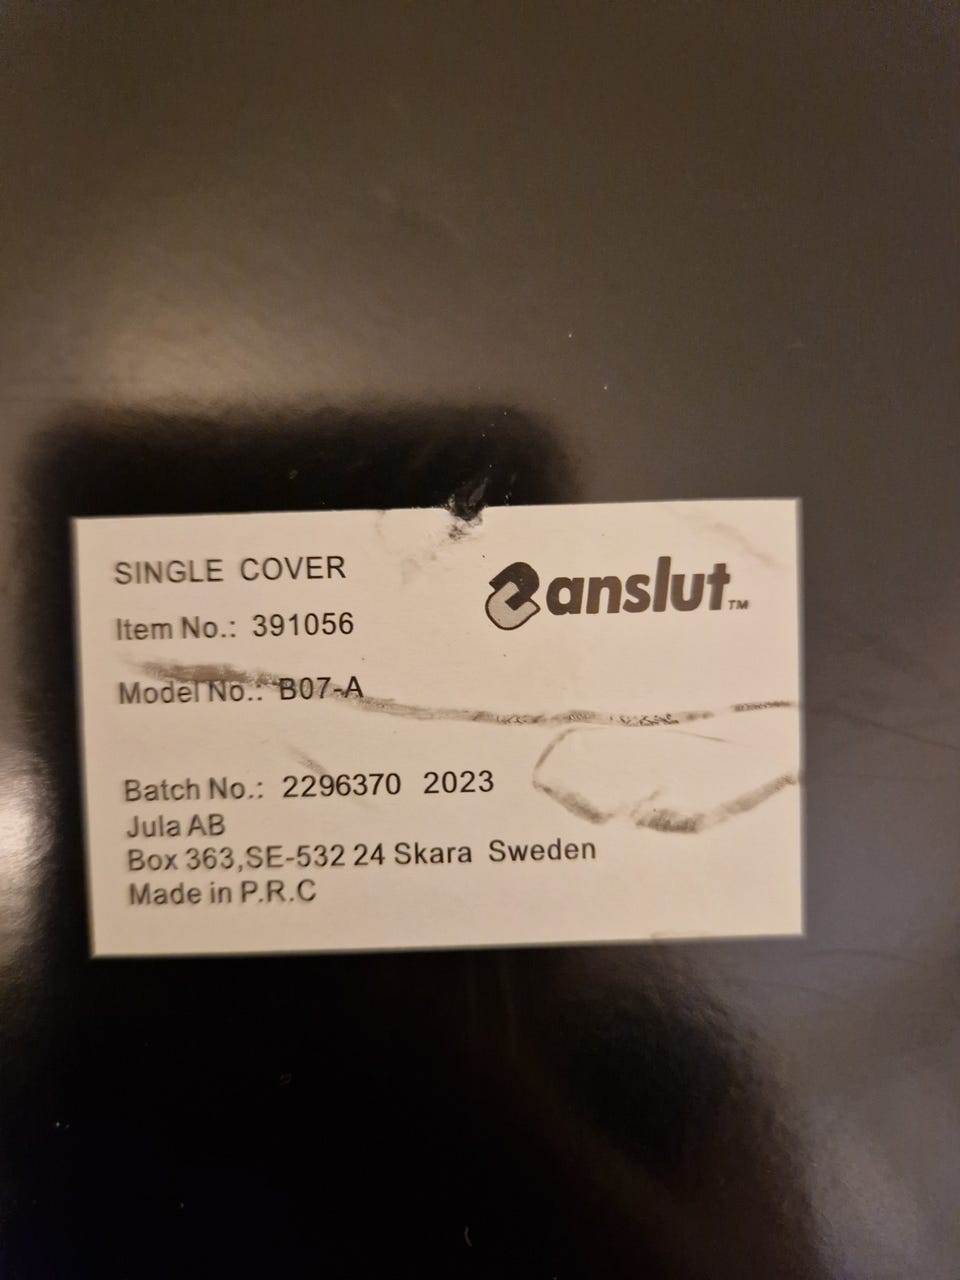 SINGLE COVER
anslut™
Item No.: 391056
Model No.: B07-A
Batch No.: 2296370 2023
Jula AB
Box 363,SE-532 24 Skara Sweden
Made in P.R.C